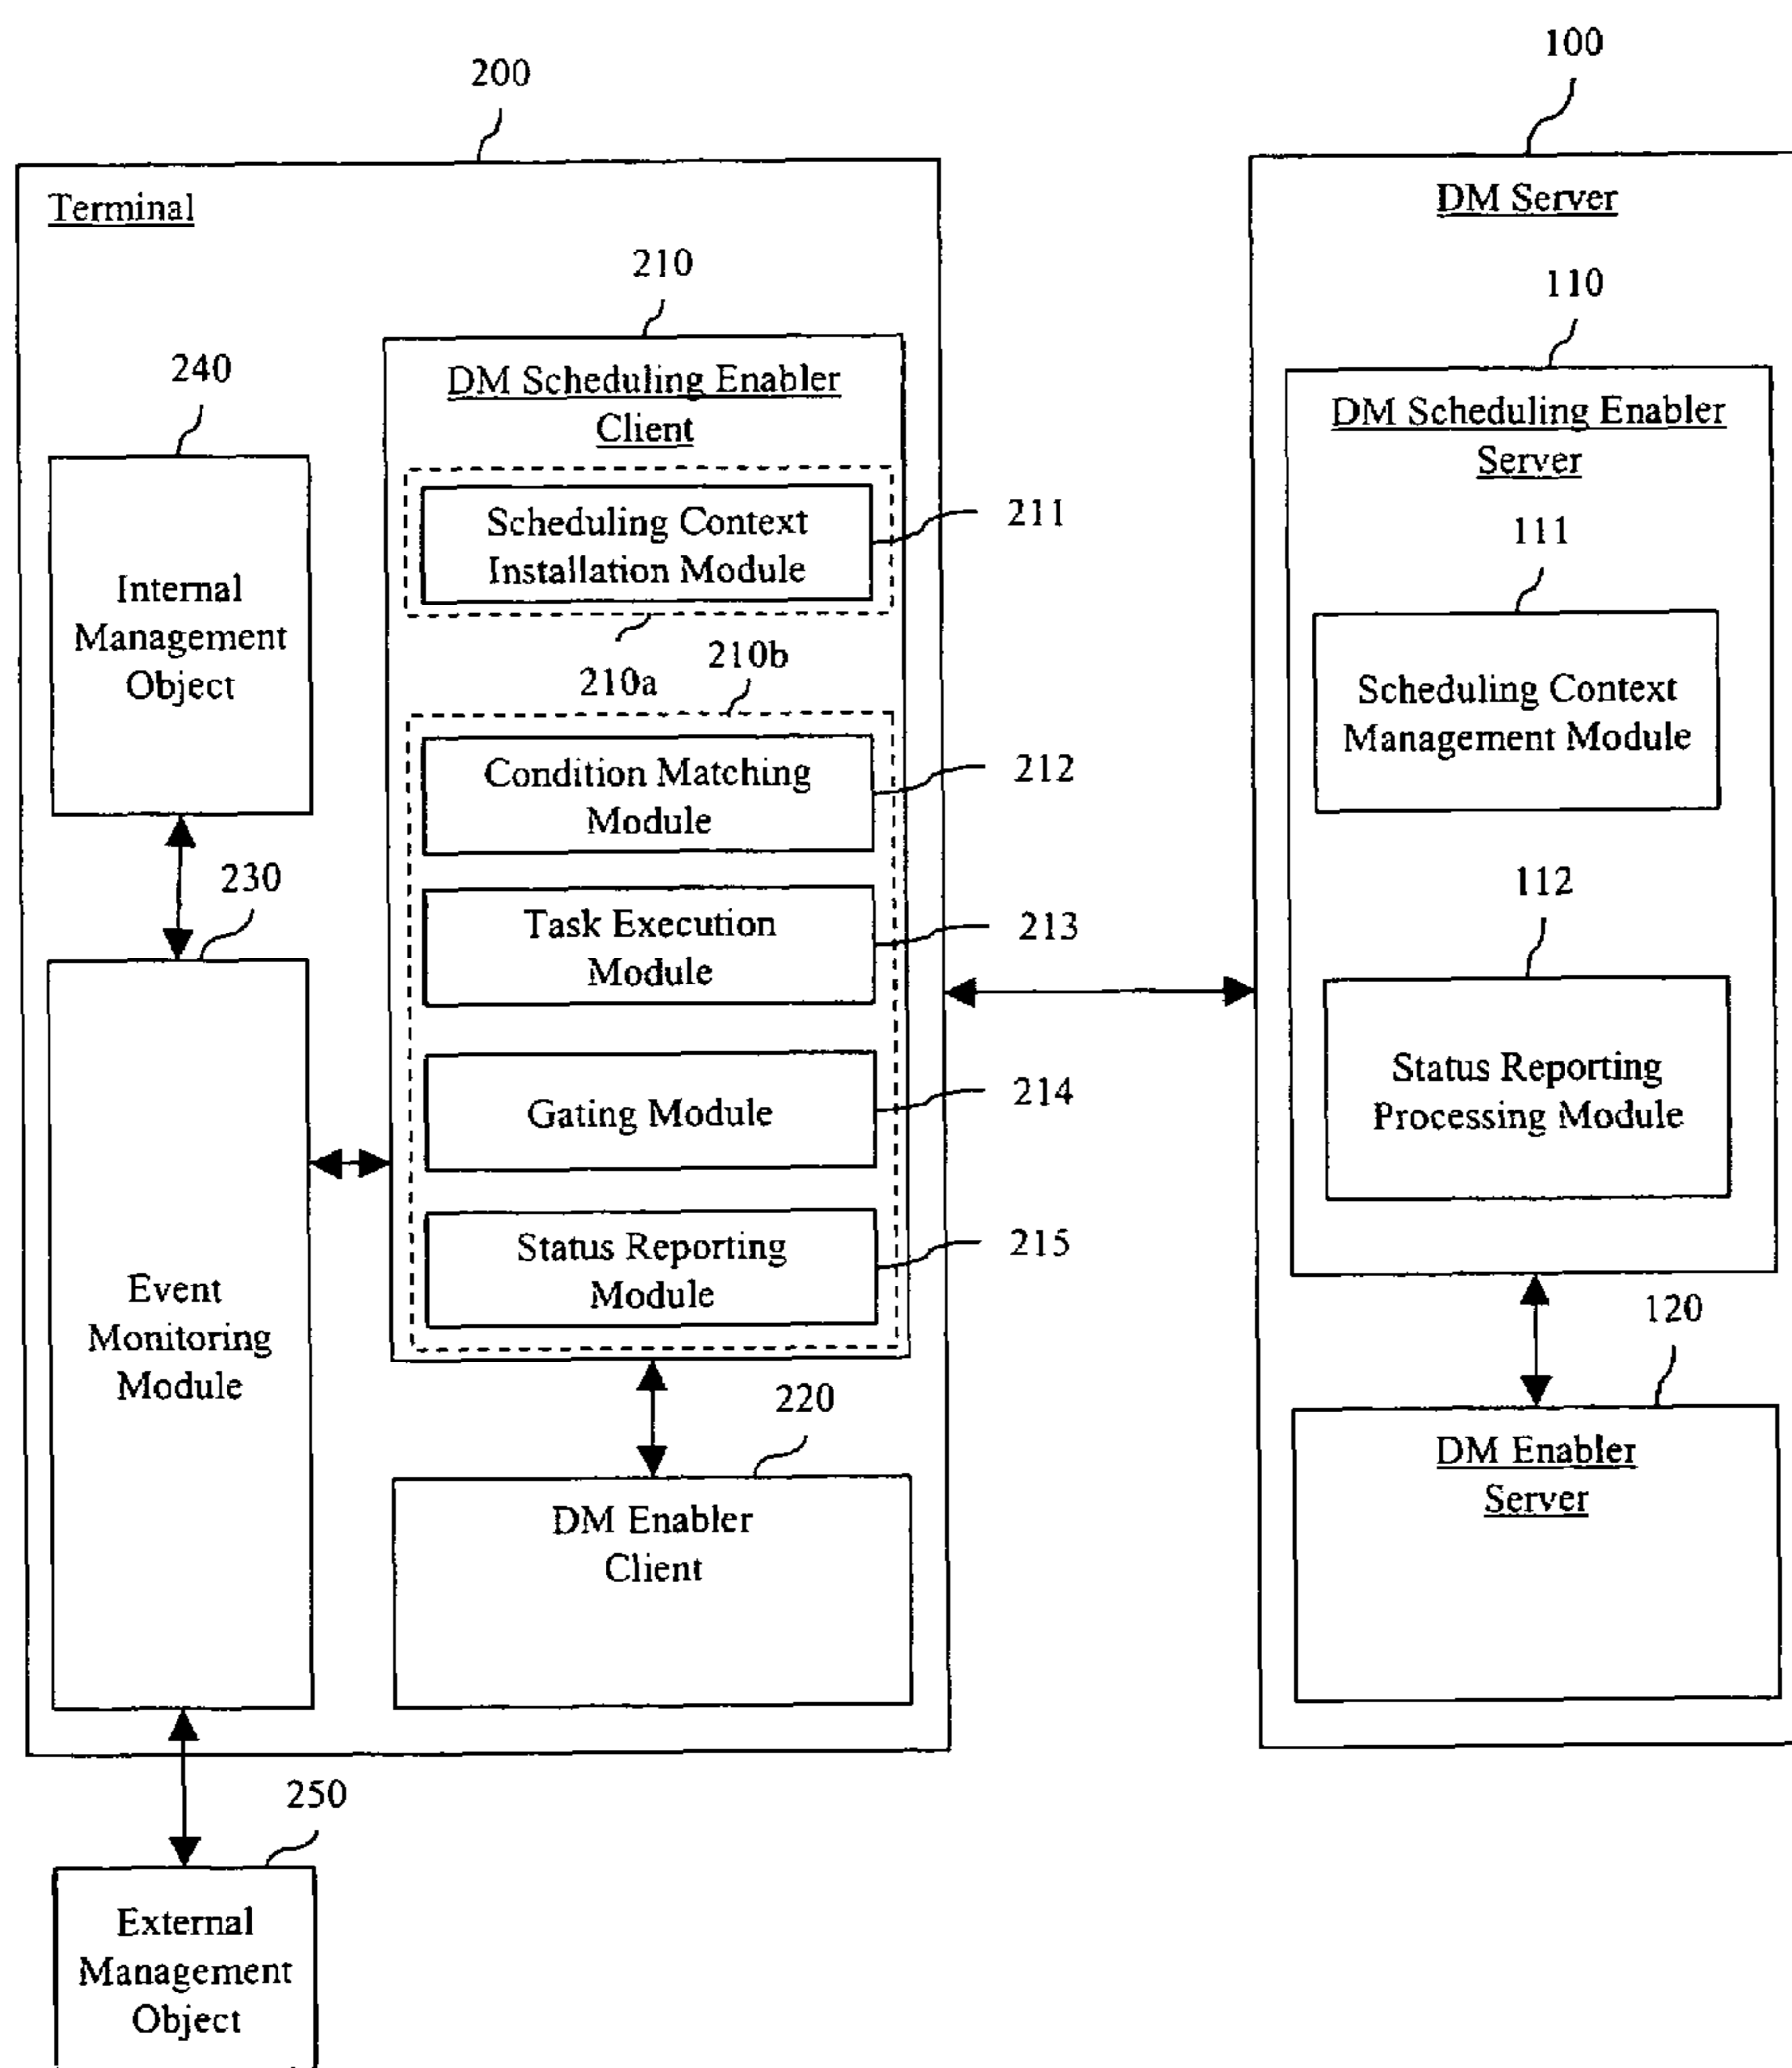 200
100
Terminal
DM Server
210
110
240
DM Scheduling Enabler
Client
DM Scheduling Enabler
Server
Scheduling Context
Installation Module
211
111
Internal
Management
Object
210a
210b
Scheduling Context
Management Module
Condition Matching
Module
212
230
112
Task Execution
Module
213
Status Reporting
Processing Module
Gating Module
214
Status Reporting
Module
215
Event
Monitoring
Module
120
220
DM Enabler
Server
DM Enabler
Client
250
External
Management
Object